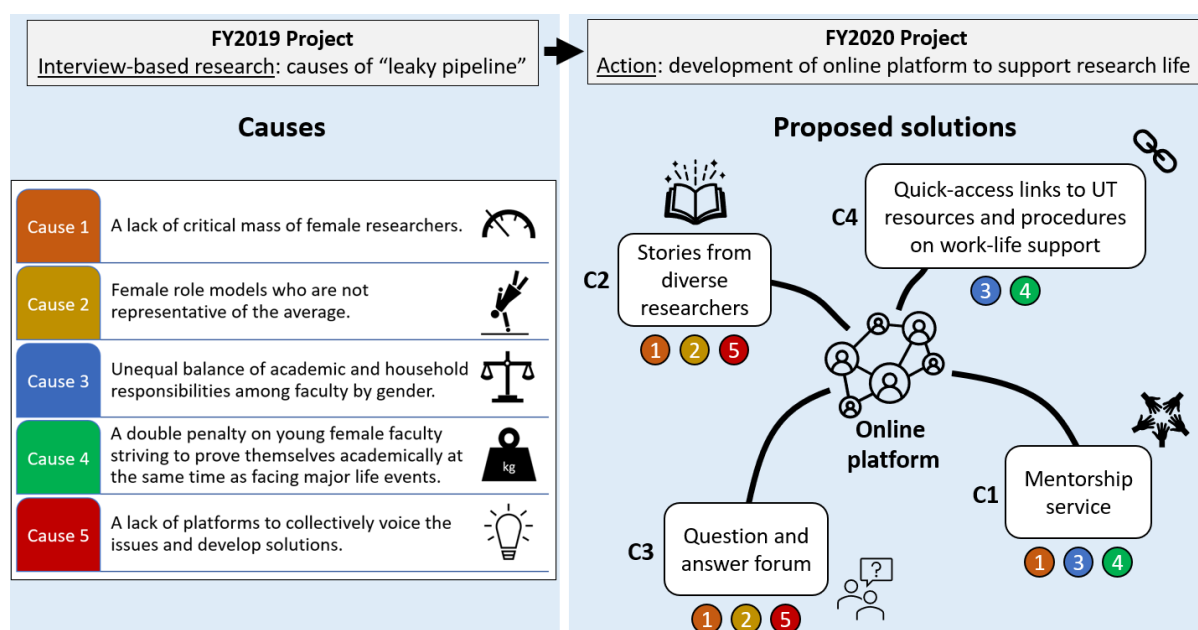 FY2019 Project
Interview-based research: causes of “leaky pipeline”
FY2020 Project
Action: development of online platform to support research life
Causes
Cause 1
A lack of critical mass of female researchers.
Cause 2
Female role models who are not
representative of the average.
Cause 3
Unequal balance of academic and household
responsibilities among faculty by gender.
Cause 4
A double penalty on young female faculty
striving to prove themselves academically at
the same time as facing major life events.
kg
Cause 5
A lack of platforms to collectively voice the
issues and develop solutions.
Proposed solutions
C4
Quick-access links to UT
resources and procedures
on work-life support
3 4
C2
Stories from
diverse
researchers
1 2 5
Online
platform
C1
Mentorship
service
1 3 4
C3
Question and
answer forum
?
1 2 5